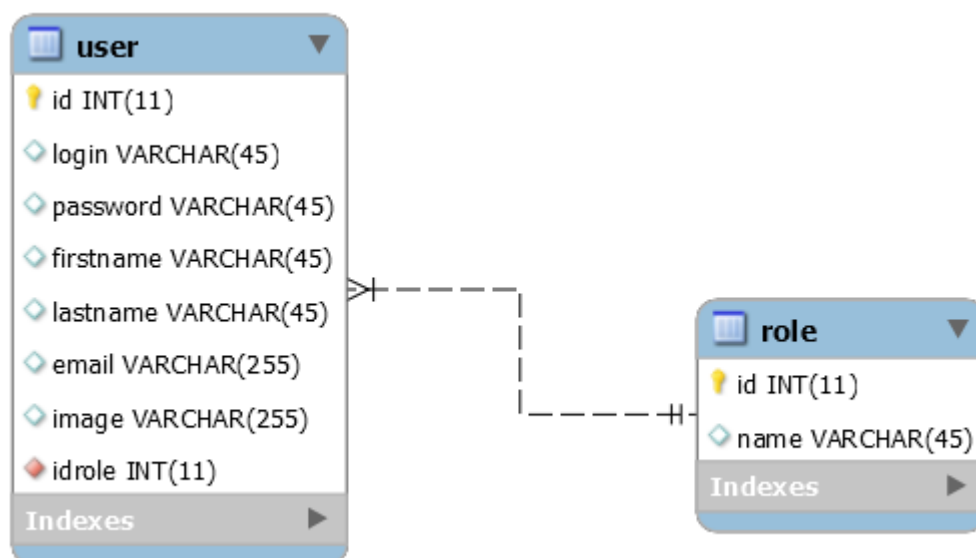 user
id INT(11)
login VARCHAR(45)
password VARCHAR(45)
firstname VARCHAR(45)
lastname VARCHAR(45)
email VARCHAR(255)
image VARCHAR(255)
idrole INT(11)
Indexes
role
id INT(11)
name VARCHAR(45)
Indexes